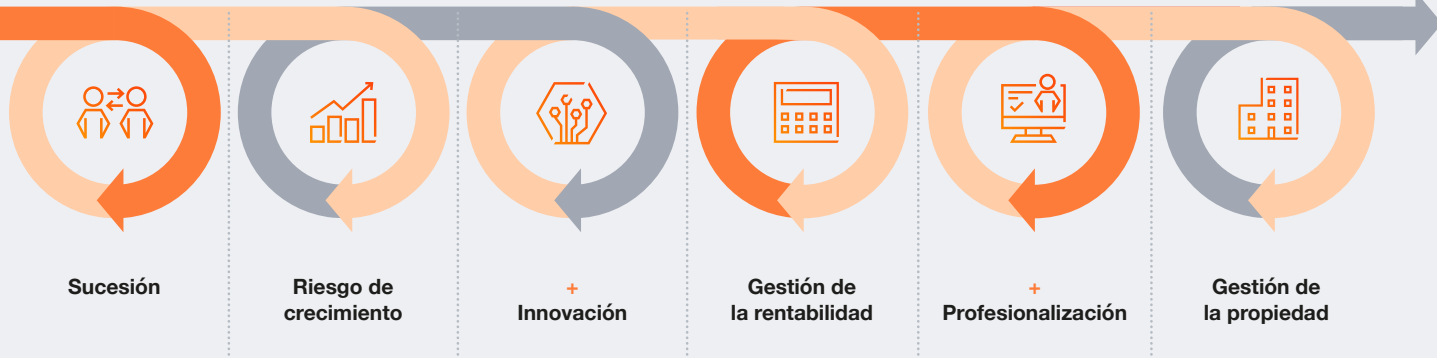 Sucesión
Riesgo de
crecimiento
+
Innovación
Gestión de
la rentabilidad
+
Profesionalización
Gestión de
la propiedad